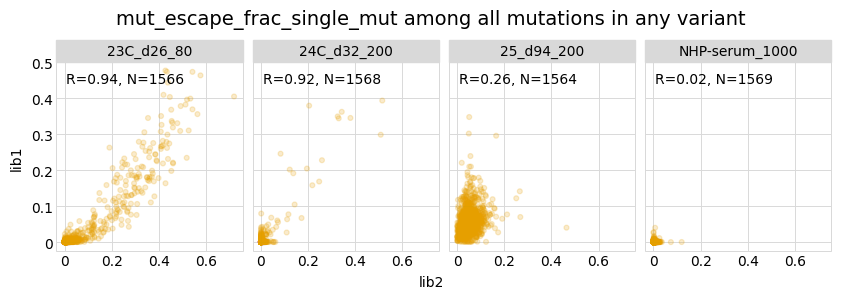 mut_escape_frac_single_mut among all mutations in any variant
23C_d26_80 24C_d32_200 25_d94_200 NHP-serum_1000
R=0.94, N=1566 R=0.92, N=1568 R=0.26, N=1564 R=0.02, N=1569
0.5
0.4
0.3
0.2
0.1
0
lib1
0 0.2 0.4 0.6 0 0.2 0.4 0.6 0 0.2 0.4 0.6 0 0.2 0.4 0.6
lib2